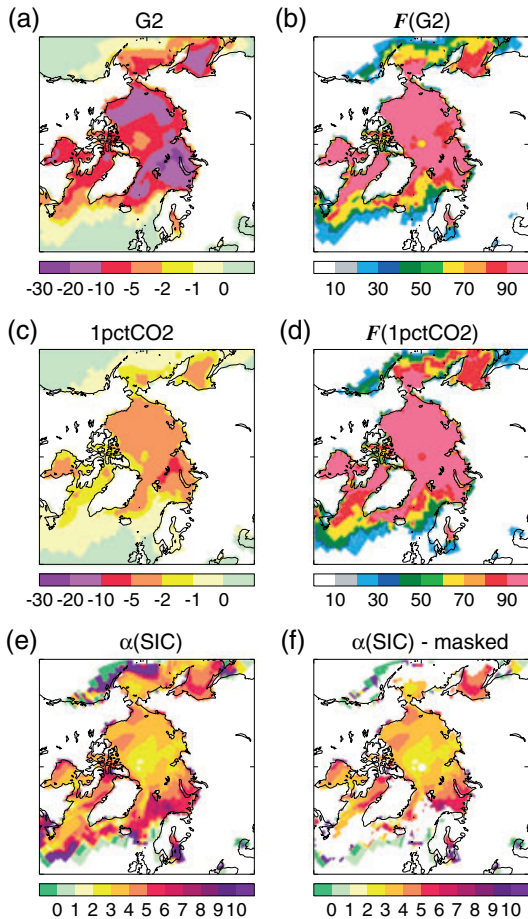 (a) G2
(b) F(G2)
-30 -20 -10 -5 -2 -1 0
10 30 50 70 90
(c) 1pctCO2
(d) F(1pctCO2)
-30 -20 -10 -5 -2 -1 0
10 30 50 70 90
(e) α(SIC)
(f) α(SIC) - masked
0 1 2 3 4 5 6 7 8 9 10
0 1 2 3 4 5 6 7 8 9 10